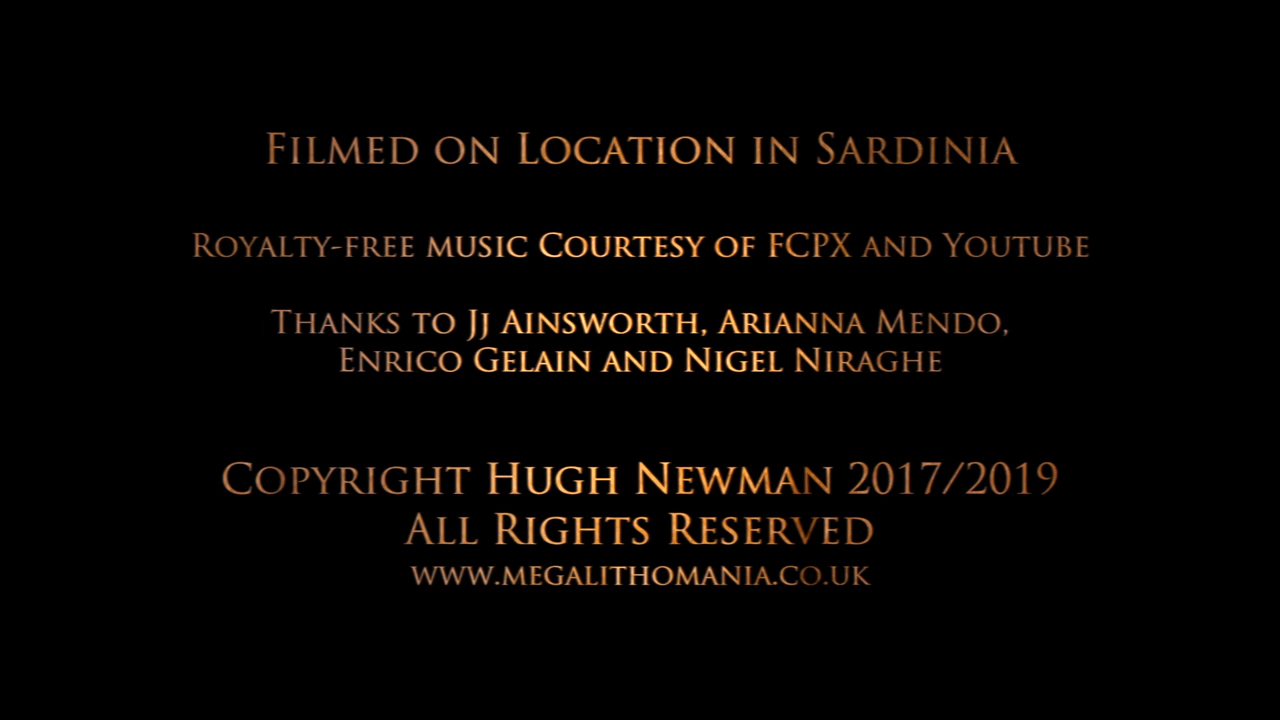 Filmed on Location in Sardinia
Royalty-free music Courtesy of FCPX and Youtube
Thanks to Jj Ainsworth, Arianna Mendo,
Enrico Gelain and Nigel Niraghe
Copyright Hugh Newman 2017/2019
All Rights Reserved
www.megalithomania.co.uk